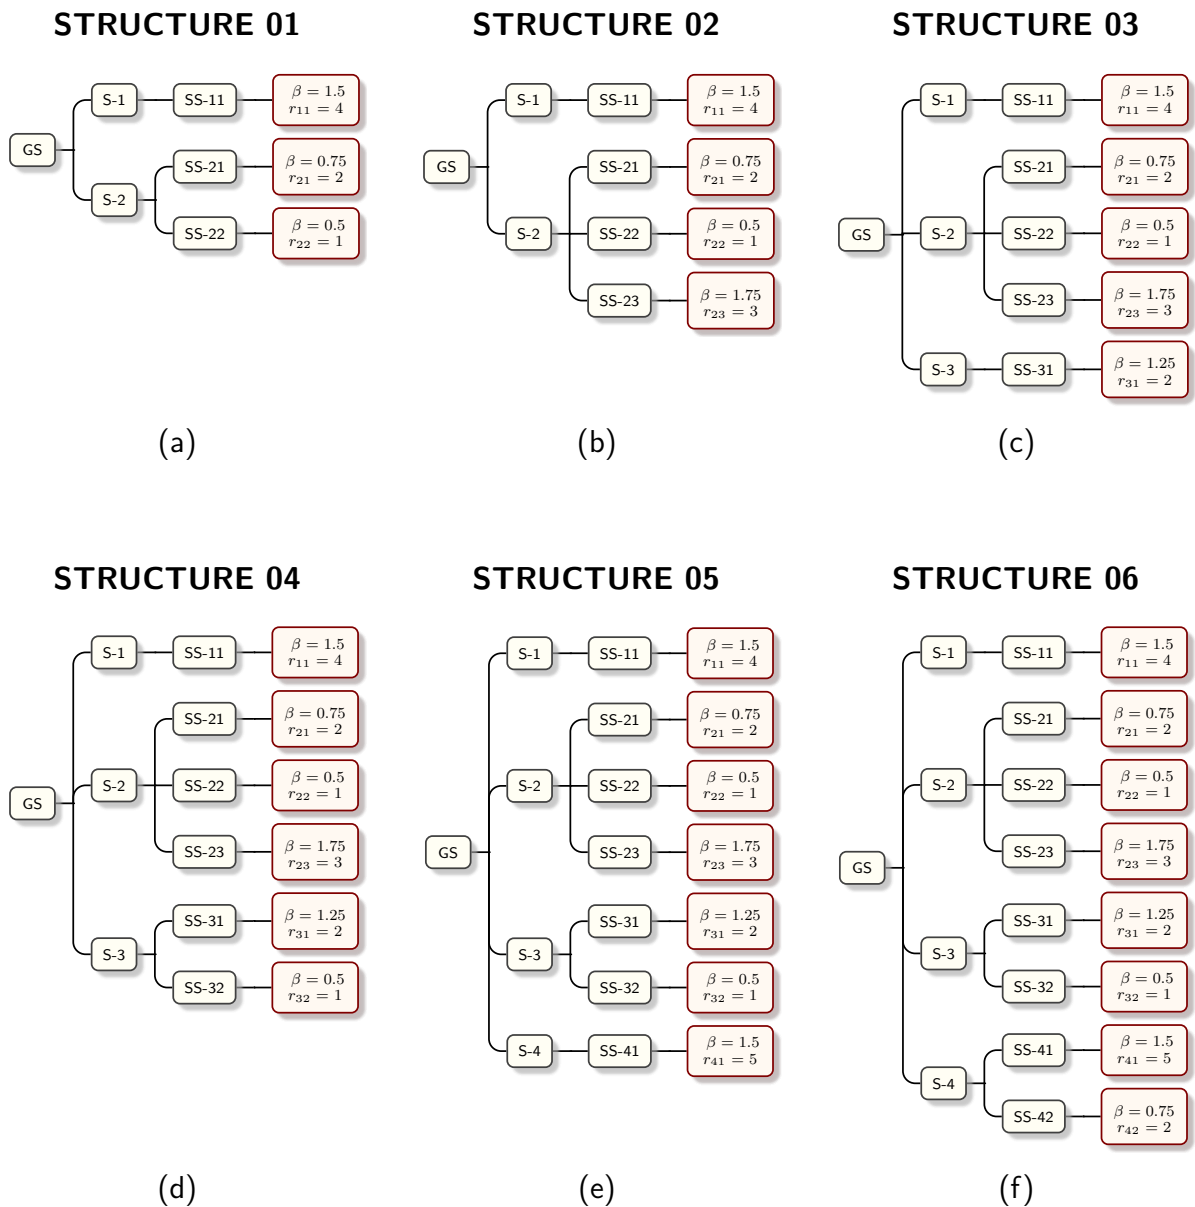 STRUCTURE 01
GS
S-1
SS-11
β = 1.5
r₁₁ = 4
S-2
SS-21
β = 0.75
r₂₁ = 2
SS-22
β = 0.5
r₂₂ = 1
(a)
STRUCTURE 02
GS
S-1
SS-11
β = 1.5
r₁₁ = 4
S-2
SS-21
β = 0.75
r₂₁ = 2
SS-22
β = 0.5
r₂₂ = 1
SS-23
β = 1.75
r₂₃ = 3
(b)
STRUCTURE 03
GS
S-1
SS-11
β = 1.5
r₁₁ = 4
S-2
SS-21
β = 0.75
r₂₁ = 2
SS-22
β = 0.5
r₂₂ = 1
SS-23
β = 1.75
r₂₃ = 3
S-3
SS-31
β = 1.25
r₃₁ = 2
(c)
STRUCTURE 04
GS
S-1
SS-11
β = 1.5
r₁₁ = 4
S-2
SS-21
β = 0.75
r₂₁ = 2
SS-22
β = 0.5
r₂₂ = 1
SS-23
β = 1.75
r₂₃ = 3
S-3
SS-31
β = 1.25
r₃₁ = 2
SS-32
β = 0.5
r₃₂ = 1
(d)
STRUCTURE 05
GS
S-1
SS-11
β = 1.5
r₁₁ = 4
S-2
SS-21
β = 0.75
r₂₁ = 2
SS-22
β = 0.5
r₂₂ = 1
SS-23
β = 1.75
r₂₃ = 3
S-3
SS-31
β = 1.25
r₃₁ = 2
SS-32
β = 0.5
r₃₂ = 1
S-4
SS-41
β = 1.5
r₄₁ = 5
(e)
STRUCTURE 06
GS
S-1
SS-11
β = 1.5
r₁₁ = 4
S-2
SS-21
β = 0.75
r₂₁ = 2
SS-22
β = 0.5
r₂₂ = 1
SS-23
β = 1.75
r₂₃ = 3
S-3
SS-31
β = 1.25
r₃₁ = 2
SS-32
β = 0.5
r₃₂ = 1
S-4
SS-41
β = 1.5
r₄₁ = 5
SS-42
β = 0.75
r₄₂ = 2
(f)